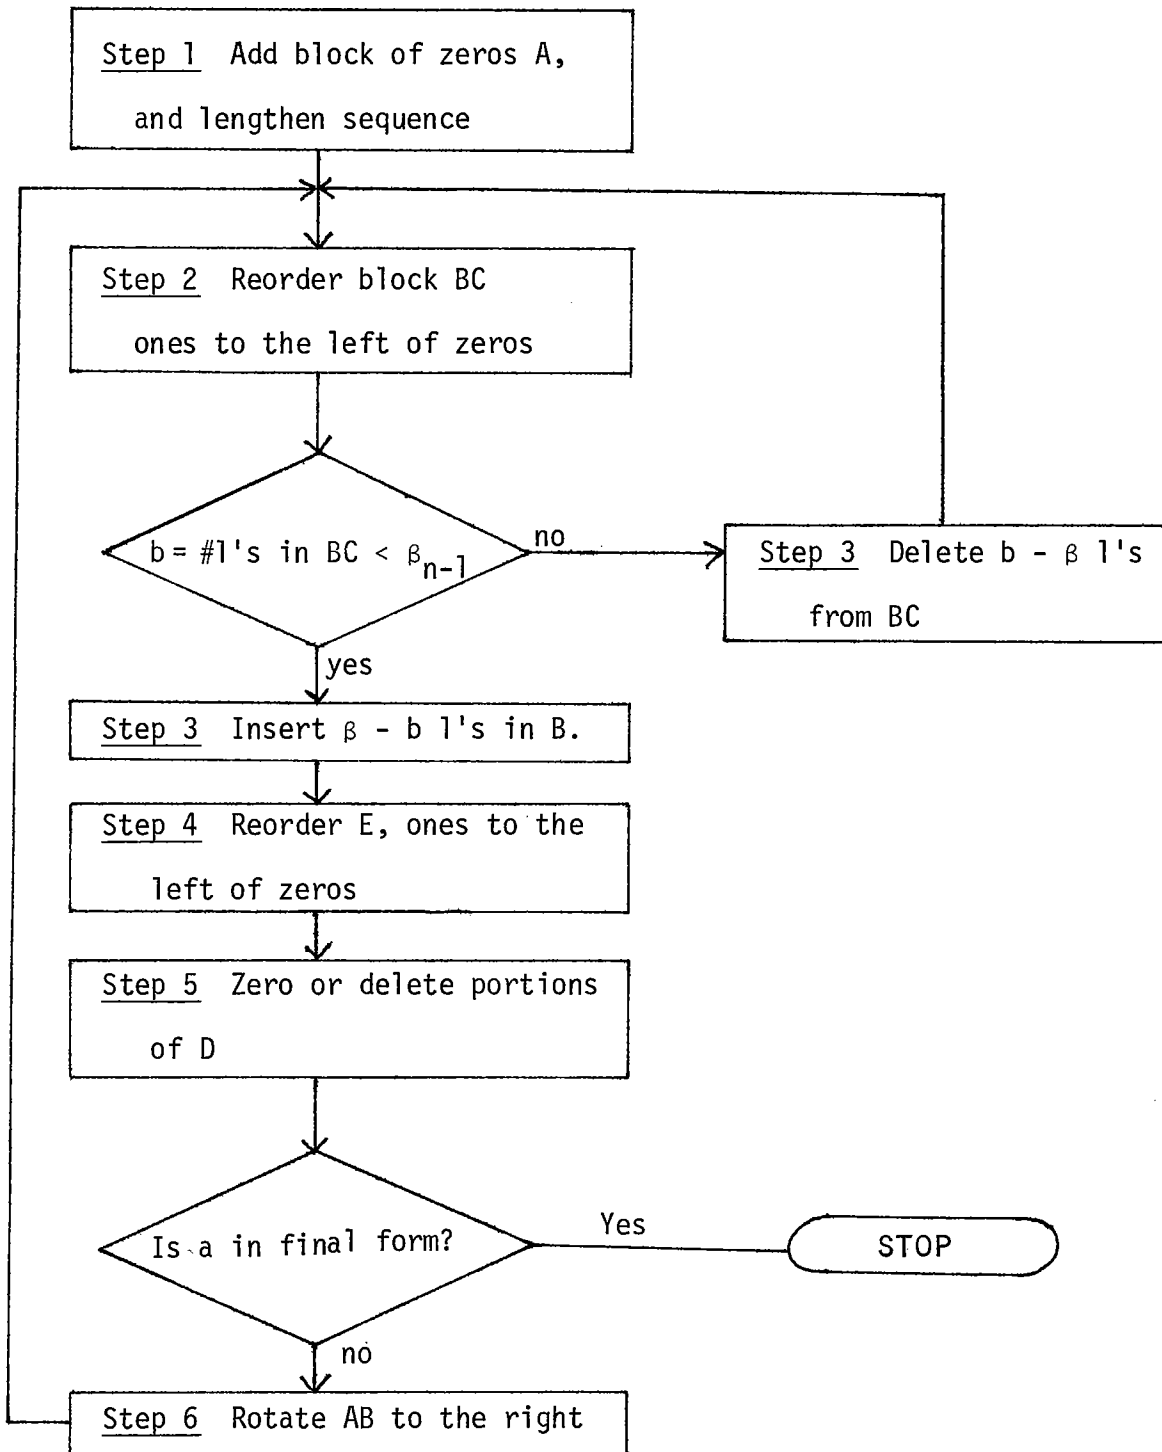 Step 1 Add block of zeros A,
and lengthen sequence
Step 2 Reorder block BC
ones to the left of zeros
b = #1's in BC < βn-1
no
Step 3 Delete b - β 1's
from BC
yes
Step 3 Insert β - b 1's in B.
Step 4 Reorder E, ones to the
left of zeros
Step 5 Zero or delete portions
of D
Is a in final form?
Yes
STOP
no
Step 6 Rotate AB to the right